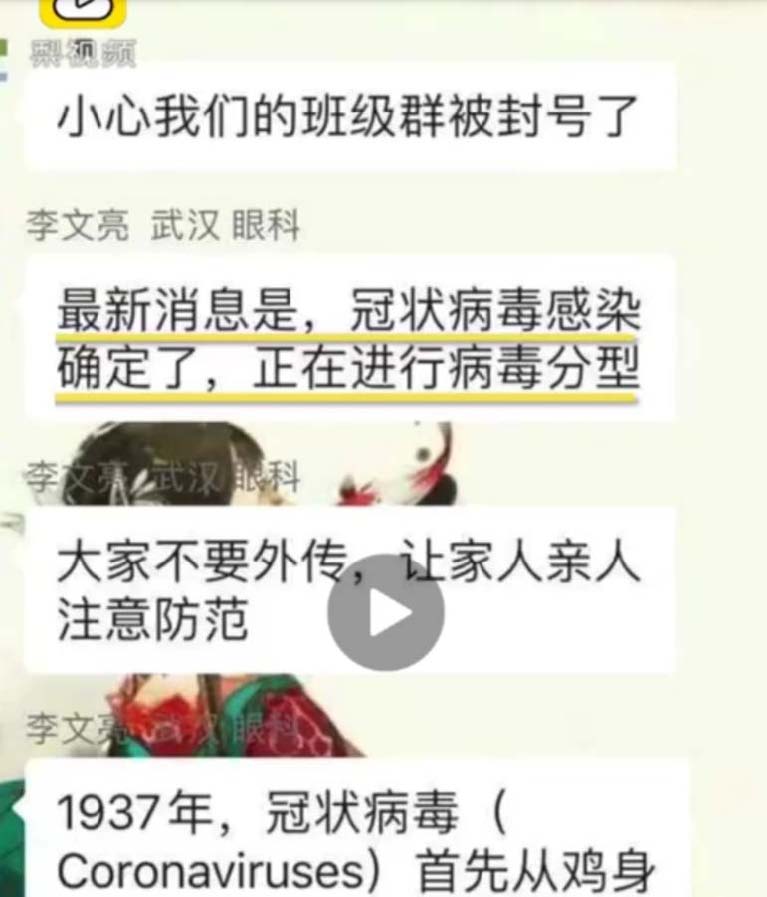 梨视频
小心我们的班级群被封号了
李文亮 武汉 眼科
最新消息是，冠状病毒感染
确定了，正在进行病毒分型
李文亮 武汉 眼科
大家不要外传，让家人亲人
注意防范
李文亮 武汉 眼科
1937年，冠状病毒（
Coronaviruses）首先从鸡身